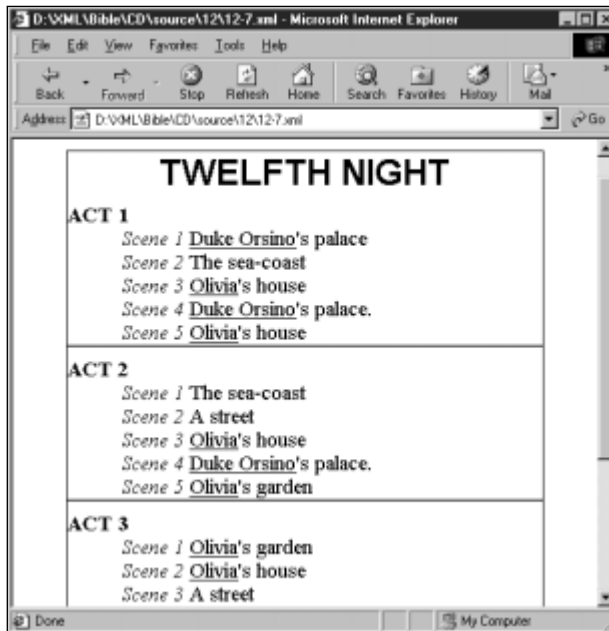 D:\XML\Bible\CD\source\12\12-7.xml - Microsoft Internet Explorer
File Edit View Favorites Tools Help
Back Forward Stop Refresh Home Search Favorites History Mail
Address D:\XML\Bible\CD\source\12\12-7.xml Go
TWELFTH NIGHT
ACT 1
Scene 1 Duke Orsino's palace
Scene 2 The sea-coast
Scene 3 Olivia's house
Scene 4 Duke Orsino's palace.
Scene 5 Olivia's house
ACT 2
Scene 1 The sea-coast
Scene 2 A street
Scene 3 Olivia's house
Scene 4 Duke Orsino's palace.
Scene 5 Olivia's garden
ACT 3
Scene 1 Olivia's garden
Scene 2 Olivia's house
Scene 3 A street
Done My Computer